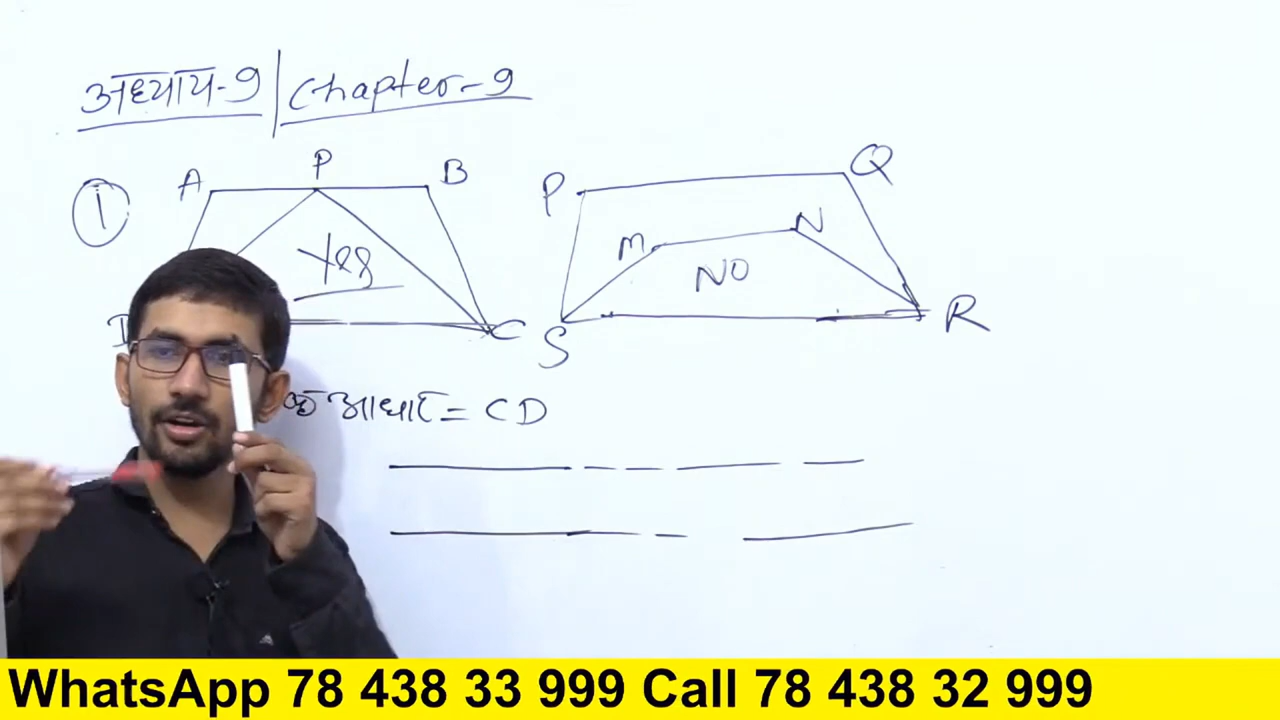 अध्याय-9 | Chapter-9
① A P B P Q
Yes M N NO
D C S R
आधार = CD
WhatsApp 78 438 33 999 Call 78 438 32 999